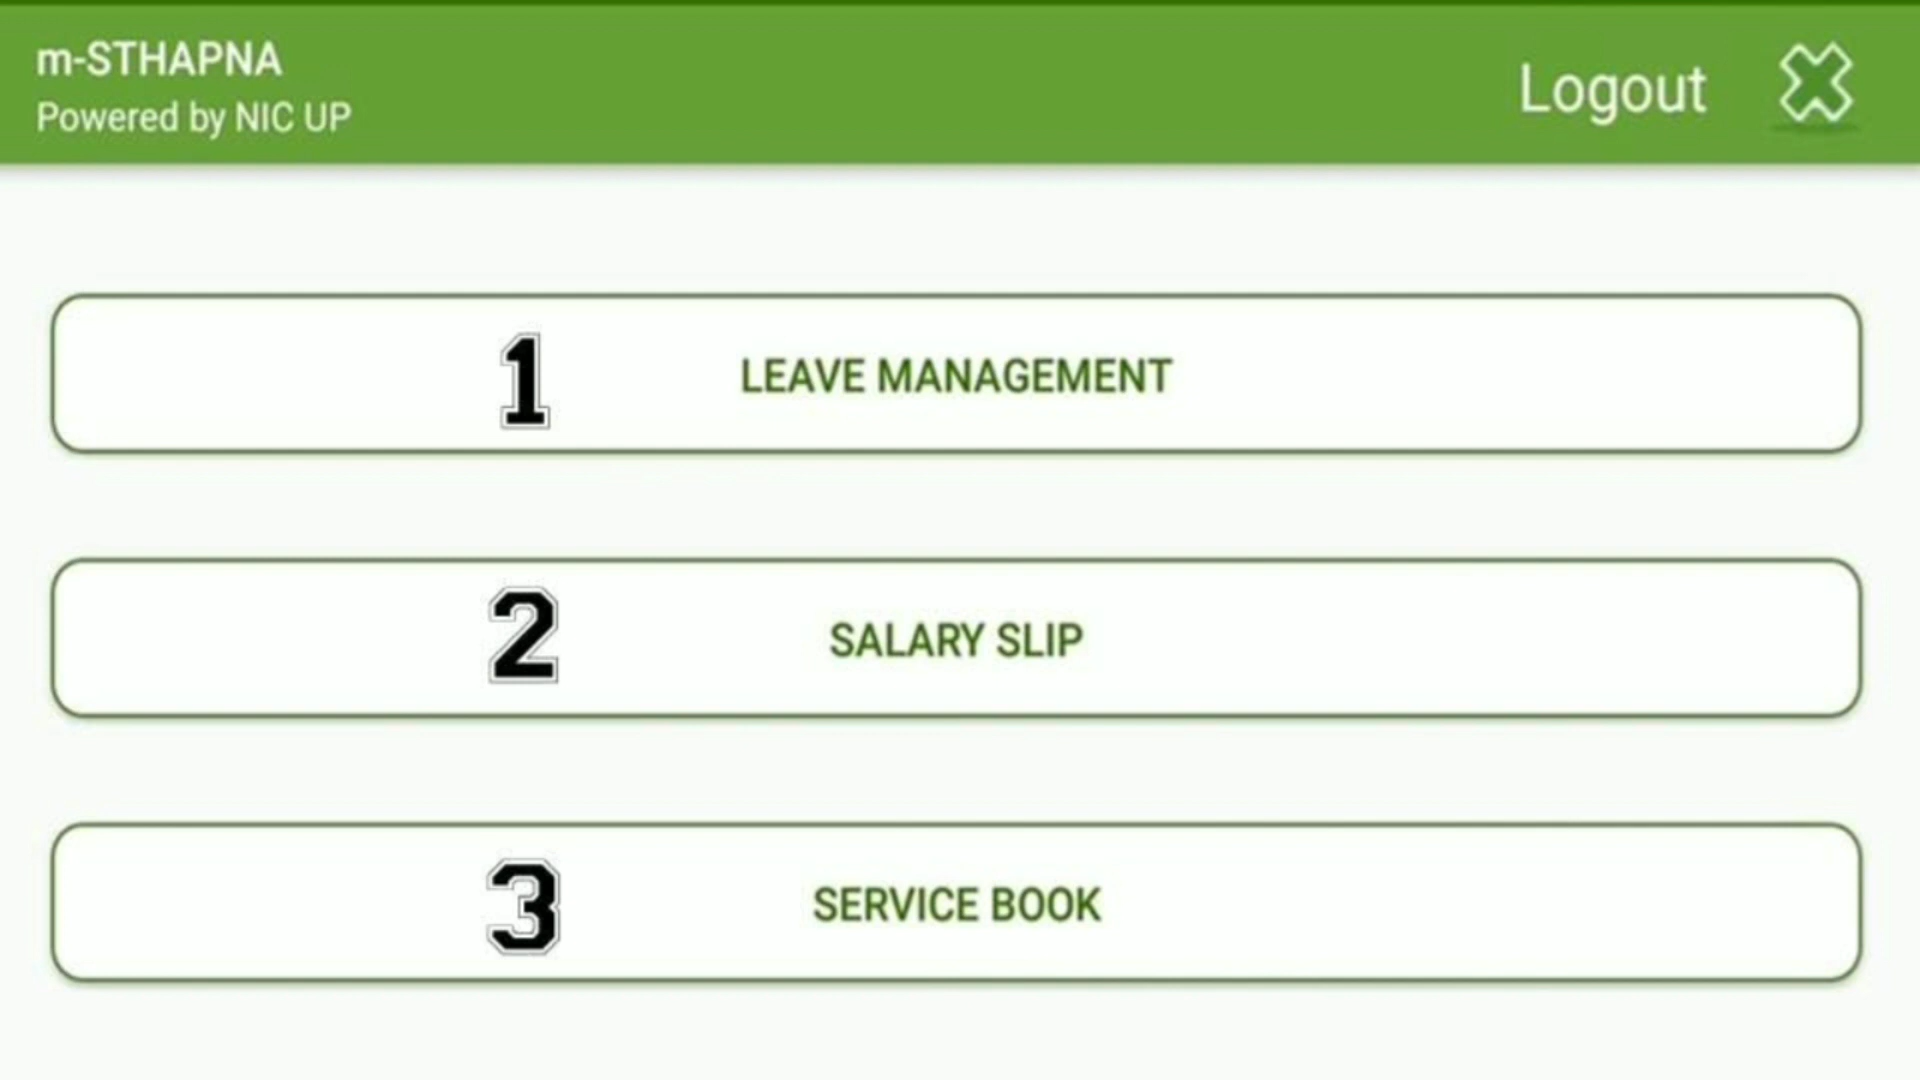 m-STHAPNA
Powered by NIC UP
Logout
1 LEAVE MANAGEMENT
2 SALARY SLIP
3 SERVICE BOOK